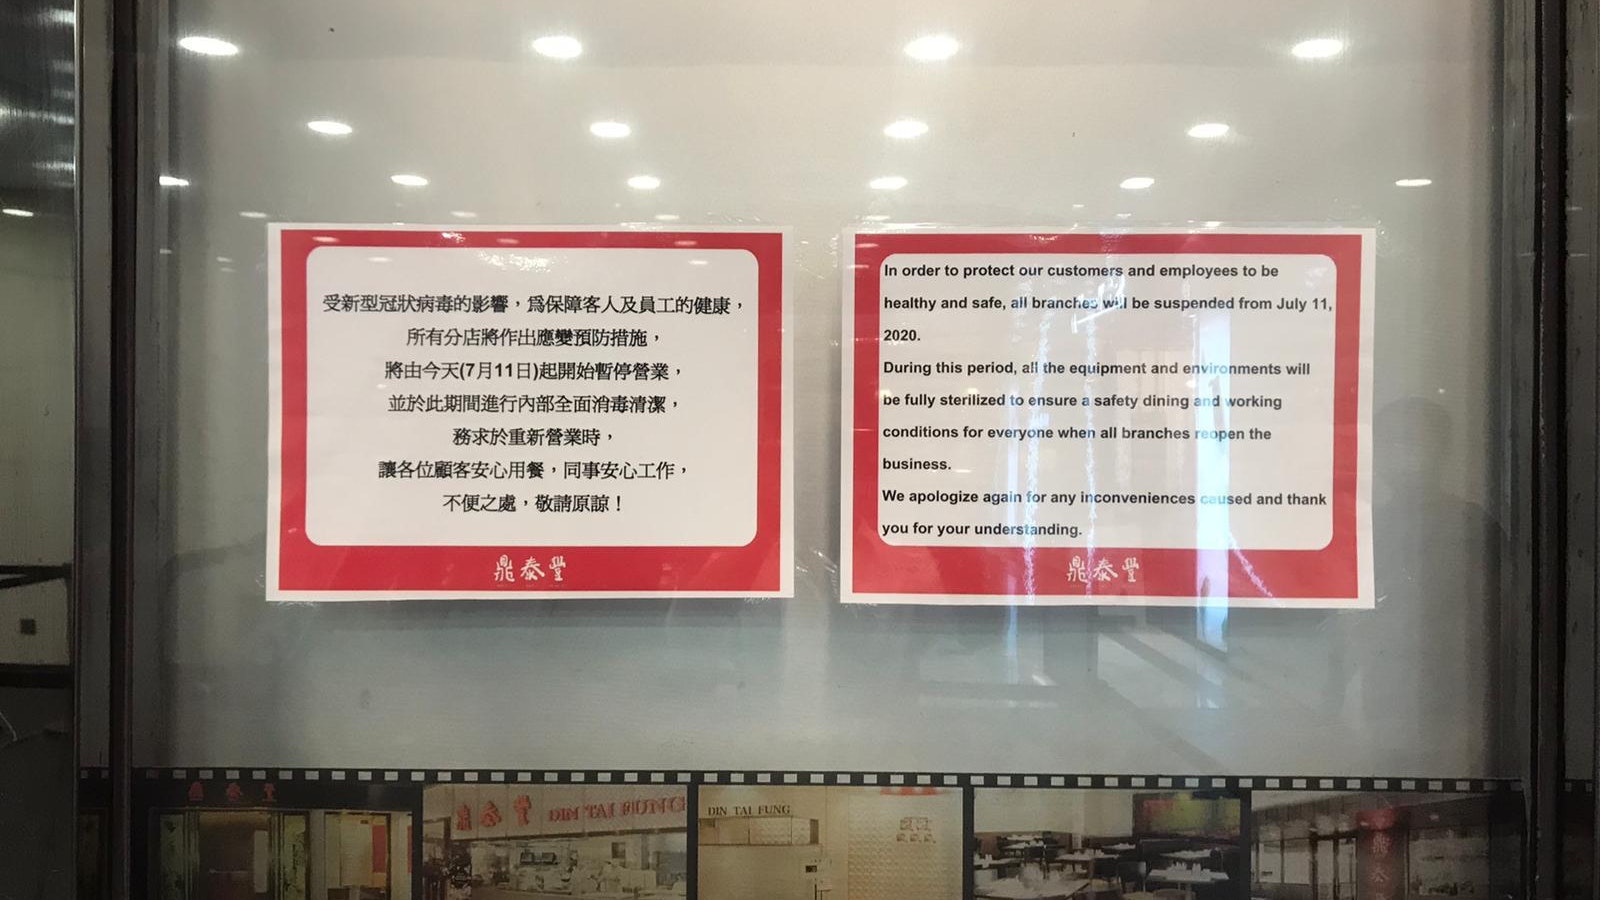 受新型冠狀病毒的影響，為保障客人及員工的健康，
所有分店將作出應變預防措施，
將由今天(7月11日)起開始暫停營業，
並於此期間進行內部全面消毒清潔，
務求於重新營業時，
讓各位顧客安心用餐，同事安心工作，
不便之處，敬請原諒！
鼎泰豐
In order to protect our customers and employees to be
healthy and safe, all branches will be suspended from July 11,
2020.
During this period, all the equipment and environments will
be fully sterilized to ensure a safety dining and working
conditions for everyone when all branches reopen the
business.
We apologize again for any inconveniences caused and thank
you for your understanding.
鼎泰豐
DIN TAI FUNG
DIN TAI FUNG